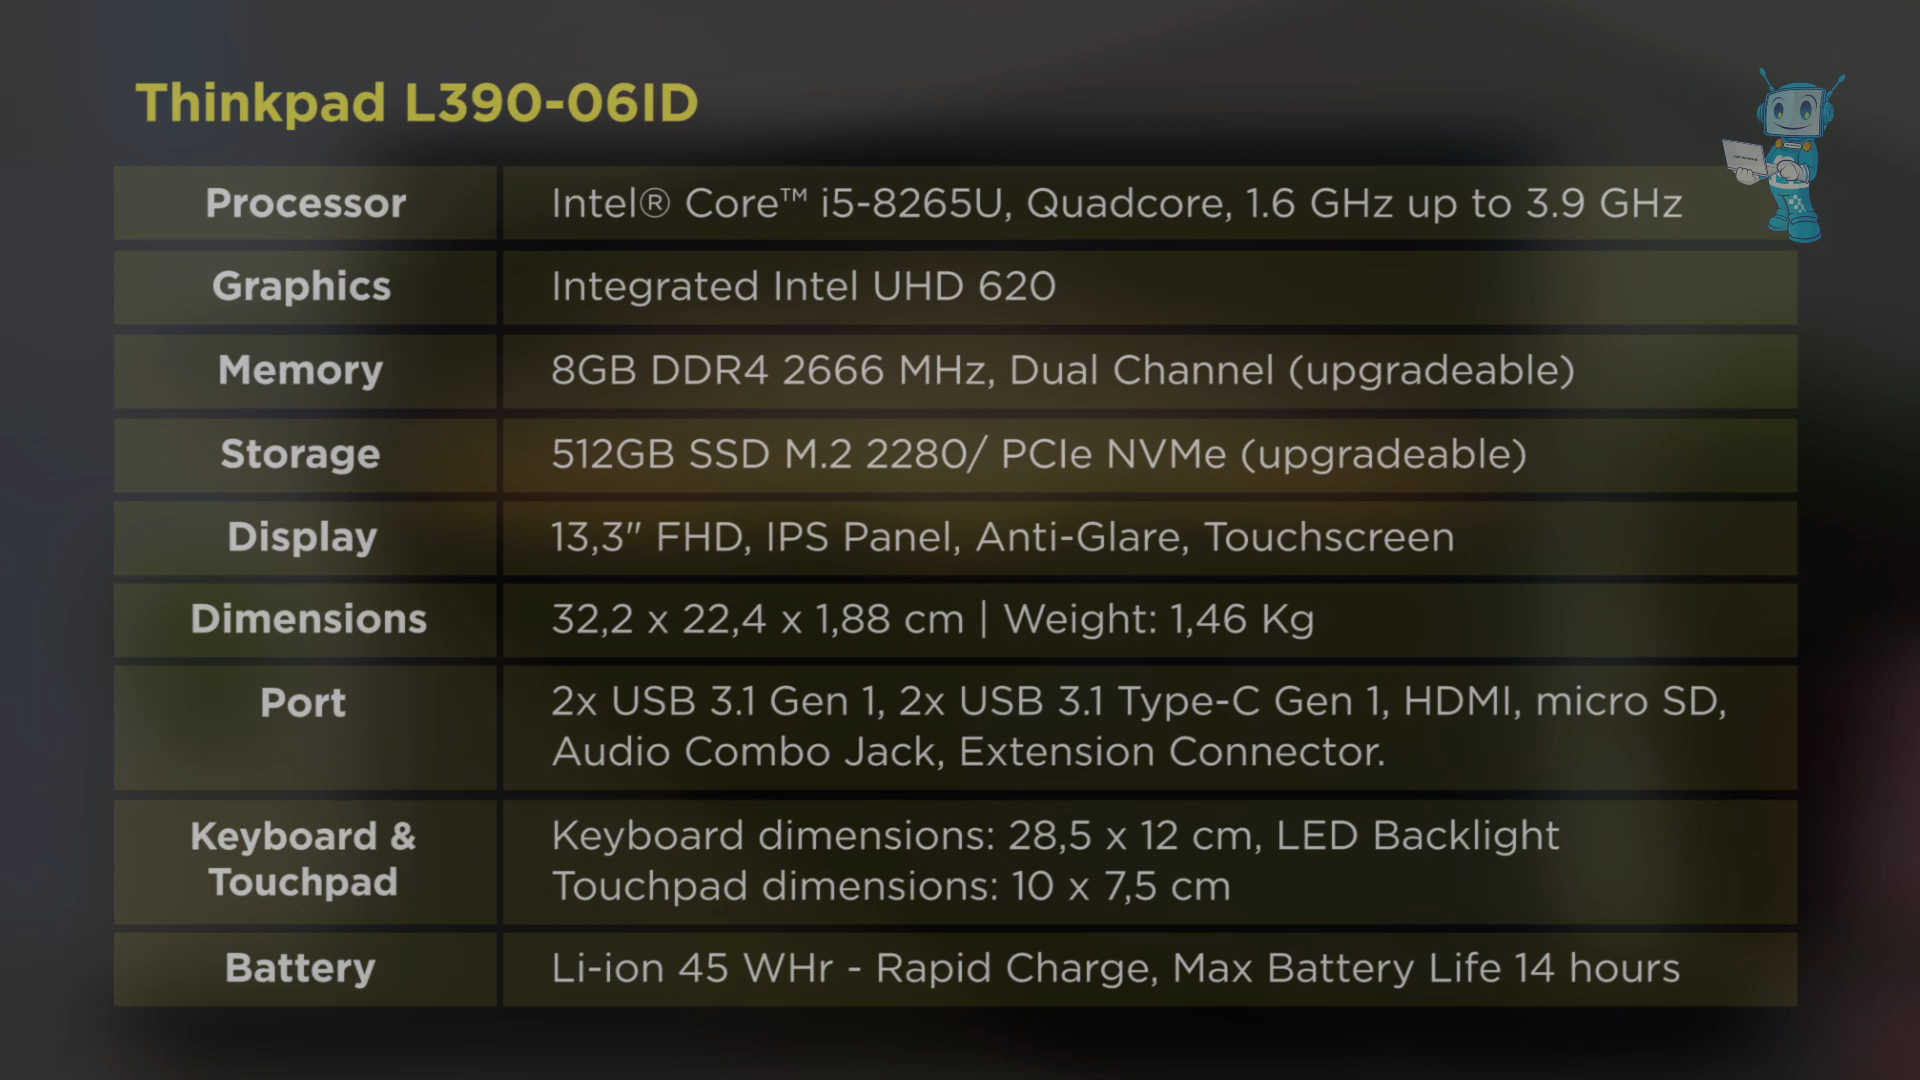 Thinkpad L390-06ID
Processor
Intel® Core™ i5-8265U, Quadcore, 1.6 GHz up to 3.9 GHz
Graphics
Integrated Intel UHD 620
Memory
8GB DDR4 2666 MHz, Dual Channel (upgradeable)
Storage
512GB SSD M.2 2280/ PCIe NVMe (upgradeable)
Display
13,3" FHD, IPS Panel, Anti-Glare, Touchscreen
Dimensions
32,2 x 22,4 x 1,88 cm | Weight: 1,46 Kg
Port
2x USB 3.1 Gen 1, 2x USB 3.1 Type-C Gen 1, HDMI, micro SD,
Audio Combo Jack, Extension Connector.
Keyboard &
Touchpad
Keyboard dimensions: 28,5 x 12 cm, LED Backlight
Touchpad dimensions: 10 x 7,5 cm
Battery
Li-ion 45 WHr - Rapid Charge, Max Battery Life 14 hours